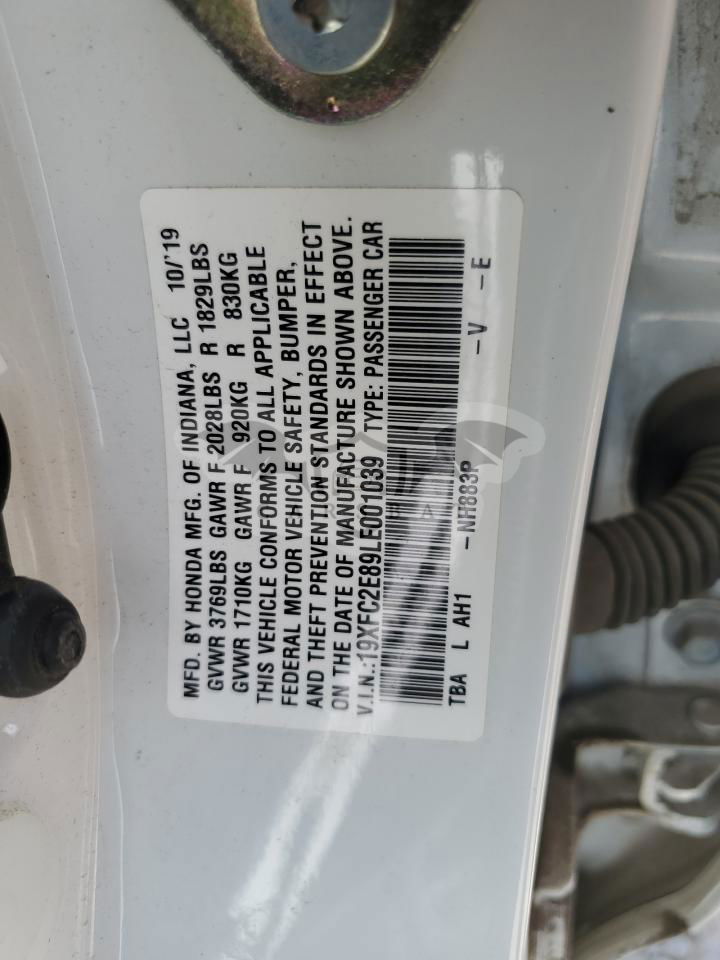 MFD. BY HONDA MFG. OF INDIANA, LLC 10/'19
GVWR 3769LBS GAWR F 2028LBS R 1829LBS
GVWR 1710KG GAWR F 920KG R 830KG
THIS VEHICLE CONFORMS TO ALL APPLICABLE
FEDERAL MOTOR VEHICLE SAFETY, BUMPER,
AND THEFT PREVENTION STANDARDS IN EFFECT
ON THE DATE OF MANUFACTURE SHOWN ABOVE.
V.I.N.:19XFC2E89LE001039 TYPE: PASSENGER CAR
TBA L AH1 -NH883P -V -E